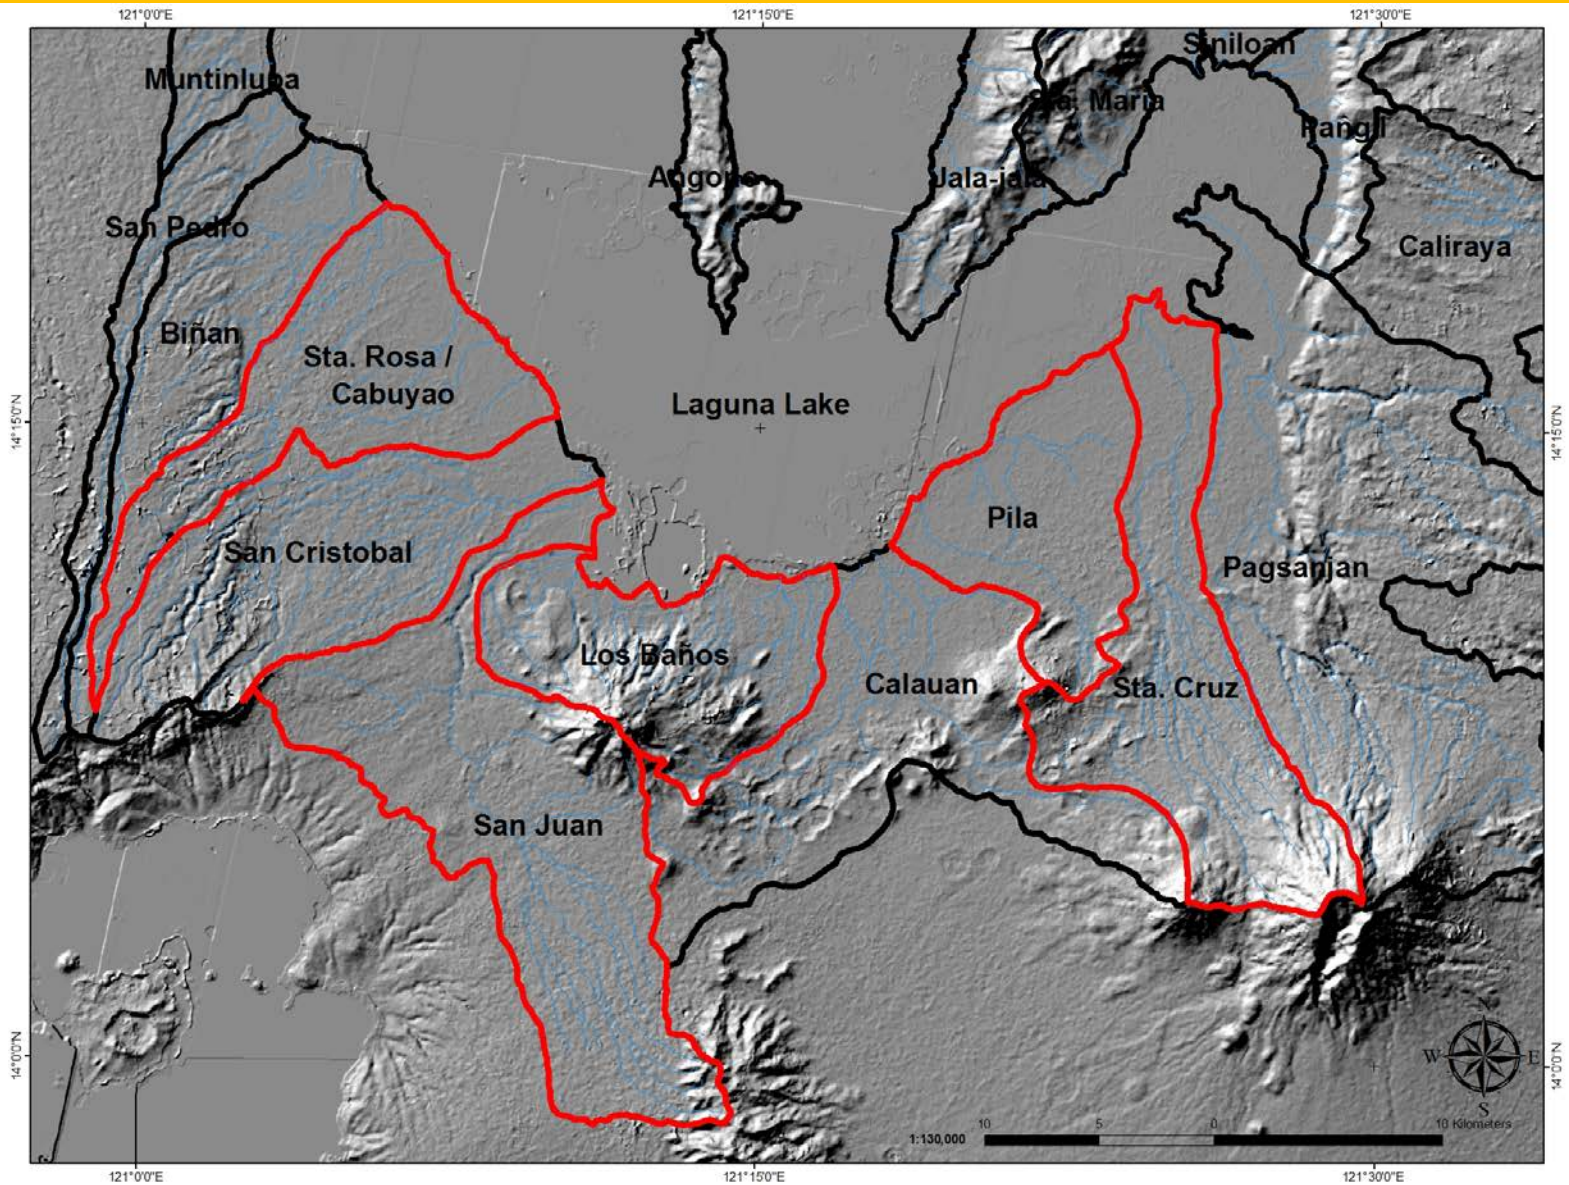 121°0'0"E
121°15'0"E
121°30'0"E
Siniloan
Muntinlupa
Sta. Maria
Pangil
Angono
Jala-jala
San Pedro
Caliraya
Biñan
Sta. Rosa /
Cabuyao
Laguna Lake
14°15'0"N
14°15'0"N
Pila
San Cristobal
Pagsanjan
Los Baños
Calauan
Sta. Cruz
San Juan
N
W
E
S
14°0'0"N
14°0'0"N
1:130,000
10
5
0
10 Kilometers
121°0'0"E
121°15'0"E
121°30'0"E